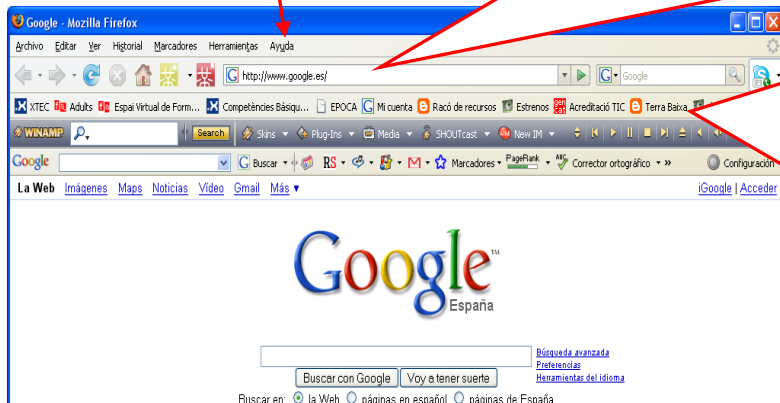 Google - Mozilla Firefox
Archivo Editar Ver Historial Marcadores Herramientas Ayuda
http://www.google.es/ G Google
XTEC Adults Espai Virtual de Form... Competències Bàsiqu... EPOCA Mi cuenta Racó de recursos Estrenos Acreditació TIC Terra Baixa
WINAMP Search Skins Plug-Ins Media SHOUTcast New IM
Google G Buscar RS M Marcadores PageRank ABC Corrector ortográfico » Configuración
La Web Imágenes Maps Noticias Vídeo Gmail Más ▼ iGoogle | Acceder
Google™
España
Búsqueda avanzada
Preferencias
Buscar con Google Voy a tener suerte Herramientas del idioma
Buscar en: la Web páginas en español páginas de España